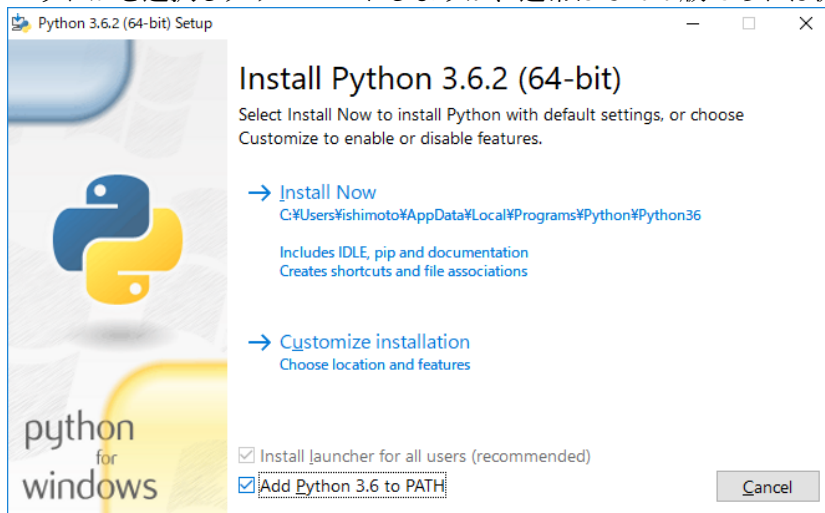 Python 3.6.2 (64-bit) Setup
Install Python 3.6.2 (64-bit)
Select Install Now to install Python with default settings, or choose
Customize to enable or disable features.
Install Now
C:¥Users¥ishimoto¥AppData¥Local¥Programs¥Python¥Python36
Includes IDLE, pip and documentation
Creates shortcuts and file associations
Customize installation
Choose location and features
python
for
windows
Install launcher for all users (recommended)
Add Python 3.6 to PATH
Cancel